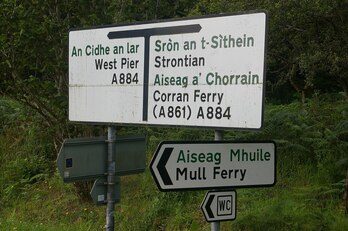 An Cidhe an Iar
West Pier
A884
Sròn an t-Sìthein
Strontian
Aiseag a' Chorrain
Corran Ferry
(A861) A884
Aiseag Mhuile
Mull Ferry
WC